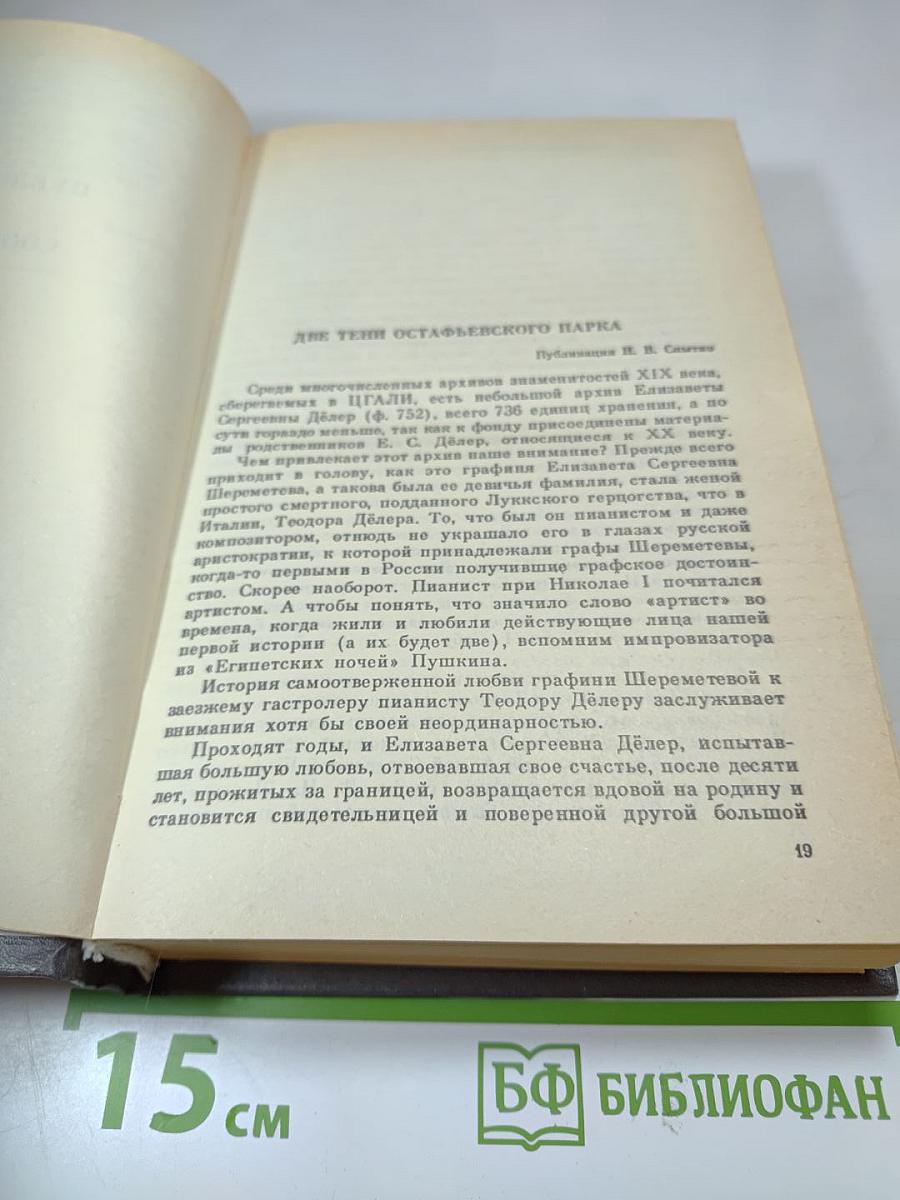 ДВЕ ТЕНИ ОСТАФЬЕВСКОГО ПАРКА
Публикация Н. В. Снытко
Среди многочисленных архивов знаменитостей XIX века,
сберегаемых в ЦГАЛИ, есть небольшой архив Елизаветы
Сергеевны Дёлер (ф. 752), всего 736 единиц хранения, а по
сути гораздо меньше, так как к фонду присоединены материа-
лы родственников Е. С. Дёлер, относящиеся к XX веку.
Чем привлекает этот архив наше внимание? Прежде всего
приходит в голову, как это графиня Елизавета Сергеевна
Шереметева, а такова была ее девичья фамилия, стала женой
простого смертного, подданного Луккского герцогства, что в
Италии, Теодора Дёлера. То, что был он пианистом и даже
композитором, отнюдь не украшало его в глазах русской
аристократии, к которой принадлежали графы Шереметевы,
когда-то первыми в России получившие графское достоин-
ство. Скорее наоборот. Пианист при Николае I почитался
артистом. А чтобы понять, что значило слово «артист» во
времена, когда жили и любили действующие лица нашей
первой истории (а их будет две), вспомним импровизатора
из «Египетских ночей» Пушкина.
История самоотверженной любви графини Шереметевой к
заезжему гастролеру пианисту Теодору Дёлеру заслуживает
внимания хотя бы своей неординарностью.
Проходят годы, и Елизавета Сергеевна Дёлер, испытав-
шая большую любовь, отвоевавшая свое счастье, после десяти
лет, прожитых за границей, возвращается вдовой на родину и
становится свидетельницей и поверенной другой большой
19
15 см
БФ БИБЛИОФАН